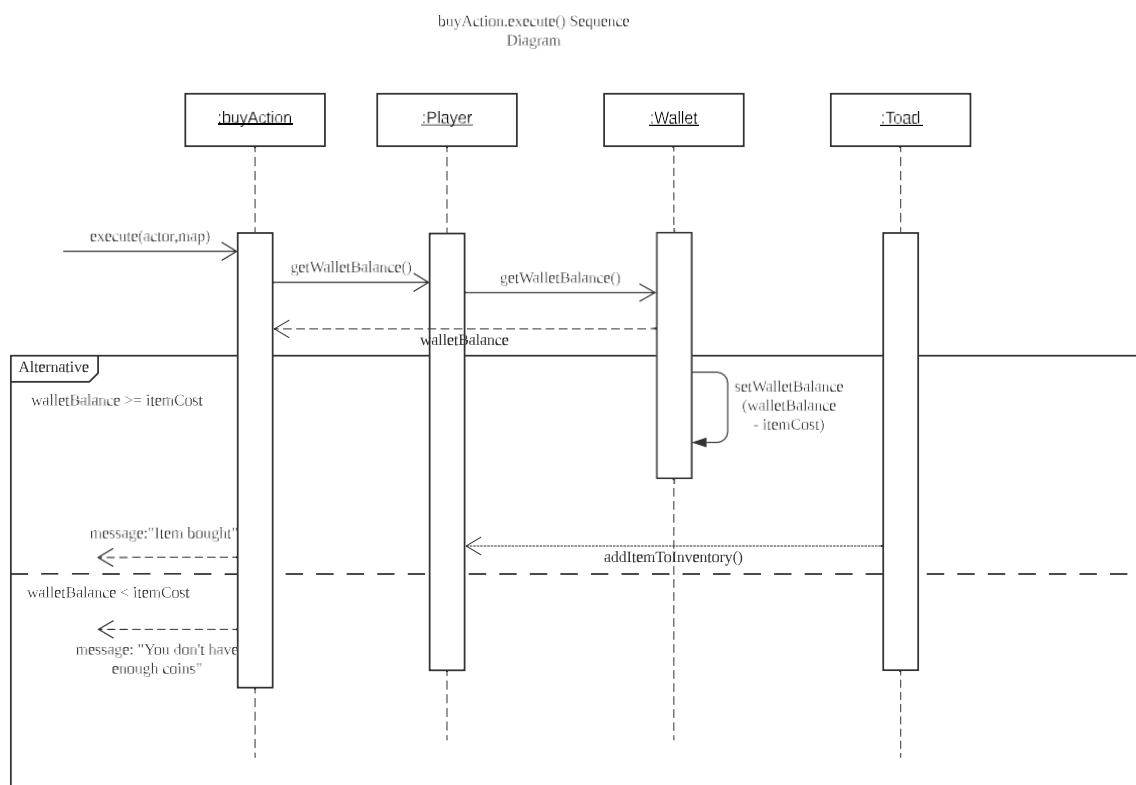 buyAction.execute() Sequence
Diagram
:buyAction
:Player
:Wallet
:Toad
execute(actor,map)
getWalletBalance()
getWalletBalance()
walletBalance
Alternative
walletBalance >= itemCost
setWalletBalance
(walletBalance
- itemCost)
message:"Item bought"
addItemToInventory()
walletBalance < itemCost
message: "You don't have
enough coins"